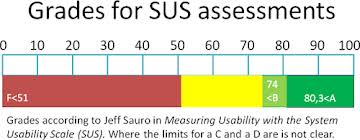 Grades for SUS assessments
0 10 20 30 40 50 60 70 80 90 100
F<51
74
<B
80,3<A
Grades according to Jeff Sauro in Measuring Usability with the System
Usability Scale (SUS). Where the limits for a C and a D are is not clear.